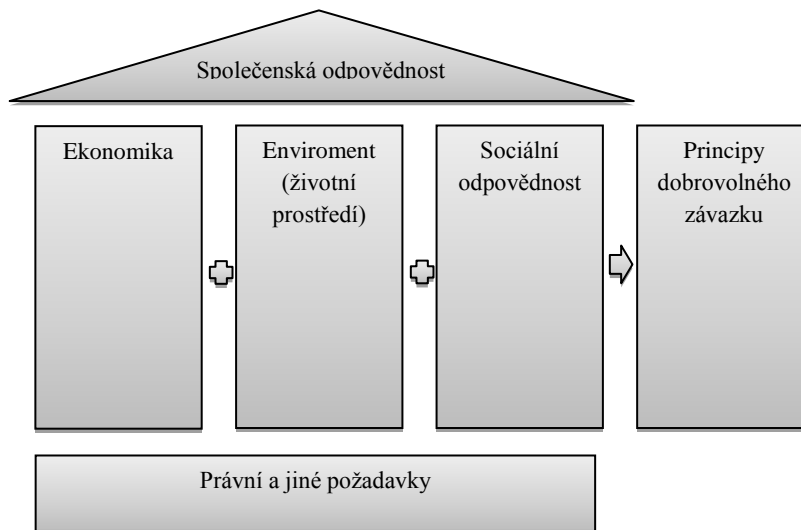 Společenská odpovědnost
Ekonomika
Enviroment
(životní
prostředí)
Sociální
odpovědnost
Principy
dobrovolného
závazku
Právní a jiné požadavky